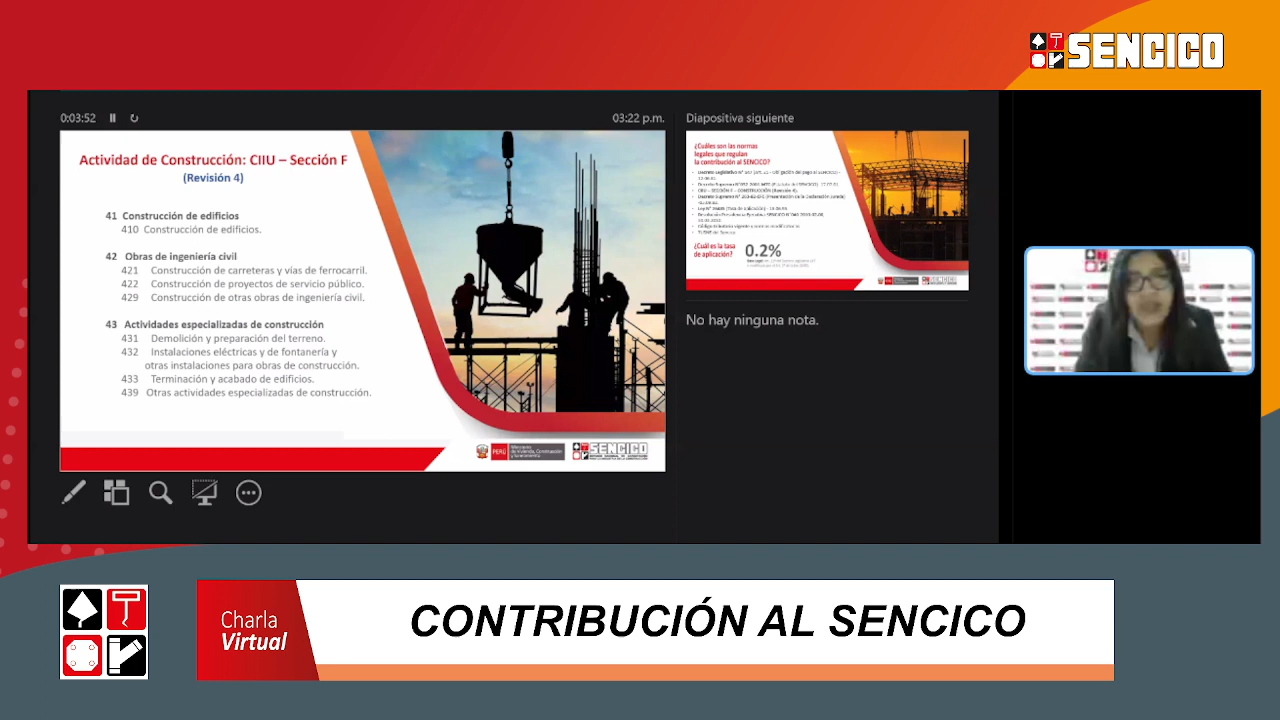 SENCICO
0:03:52
03:22 p.m.
Actividad de Construcción: CIIU – Sección F
(Revisión 4)
41 Construcción de edificios
410 Construcción de edificios.
42 Obras de ingeniería civil
421 Construcción de carreteras y vías de ferrocarril.
422 Construcción de proyectos de servicio público.
429 Construcción de otras obras de ingeniería civil.
43 Actividades especializadas de construcción
431 Demolición y preparación del terreno.
432 Instalaciones eléctricas y de fontanería y
otras instalaciones para obras de construcción.
433 Terminación y acabado de edificios.
439 Otras actividades especializadas de construcción.
PERÚ
SENCICO
Diapositiva siguiente
¿Cuáles son las normas
legales que regulan
la contribución al SENCICO?
¿Cuál es la tasa
de aplicación?
0.2%
No hay ninguna nota.
Charla
Virtual
CONTRIBUCIÓN AL SENCICO